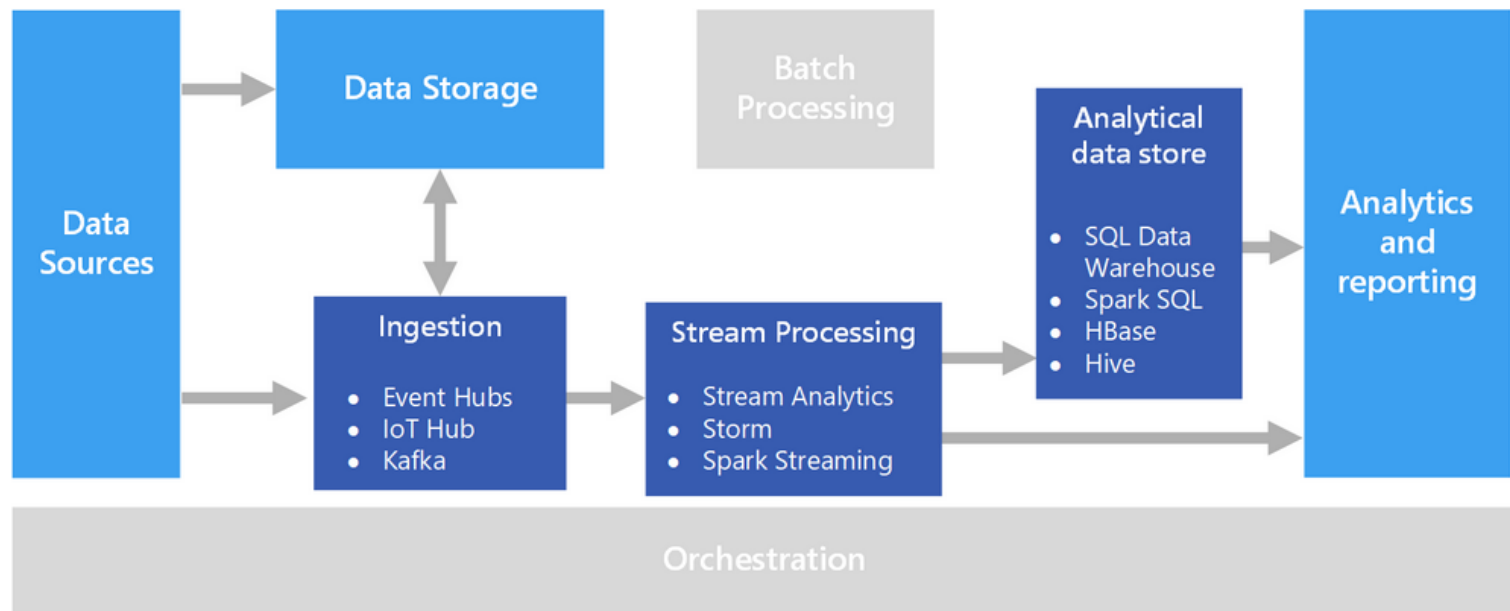 Data
Sources
Data Storage
Batch
Processing
Ingestion
● Event Hubs
● IoT Hub
● Kafka
Stream Processing
● Stream Analytics
● Storm
● Spark Streaming
Analytical
data store
● SQL Data
Warehouse
● Spark SQL
● HBase
● Hive
Analytics
and
reporting
Orchestration